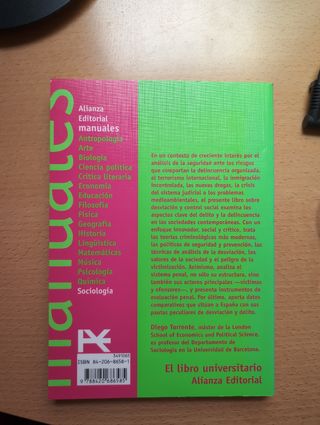 manuales
Alianza
Editorial
manuales
Antropología
Arte
Biología
Ciencia política
Crítica literaria
Economía
Educación
Filosofía
Física
Geografía
Historia
Lingüística
Matemáticas
Música
Psicología
Química
Sociología
En un contexto de creciente interés por el
análisis de la seguridad ante los riesgos
que comportan la delincuencia organizada,
el terrorismo internacional, la inmigración
incontrolada, las nuevas drogas, la crisis
del sistema judicial o los problemas
medioambientales, el presente libro sobre
desviación y control social examina los
aspectos clave del delito y la delincuencia
en las sociedades contemporáneas. Con un
enfoque innovador, social y crítico, trata
las teorías criminológicas más modernas,
las políticas de seguridad y prevención, las
técnicas de análisis de la desviación, los
valores de la sociedad y el peligro de la
victimización. Asimismo, analiza el
sistema penal, no sólo su estructura, sino
también sus actores principales —víctimas
y ofensores—, y presenta instrumentos de
evaluación penal. Por último, aporta datos
comparativos que sitúan a España con sus
pautas peculiares de desviación y delito.
Diego Torrente, máster de la London
School of Economics and Political Science,
es profesor del Departamento de
Sociología en la Universidad de Barcelona.
El libro universitario
Alianza Editorial
3491065
ISBN 84-206-8658-1
9 788420 686585